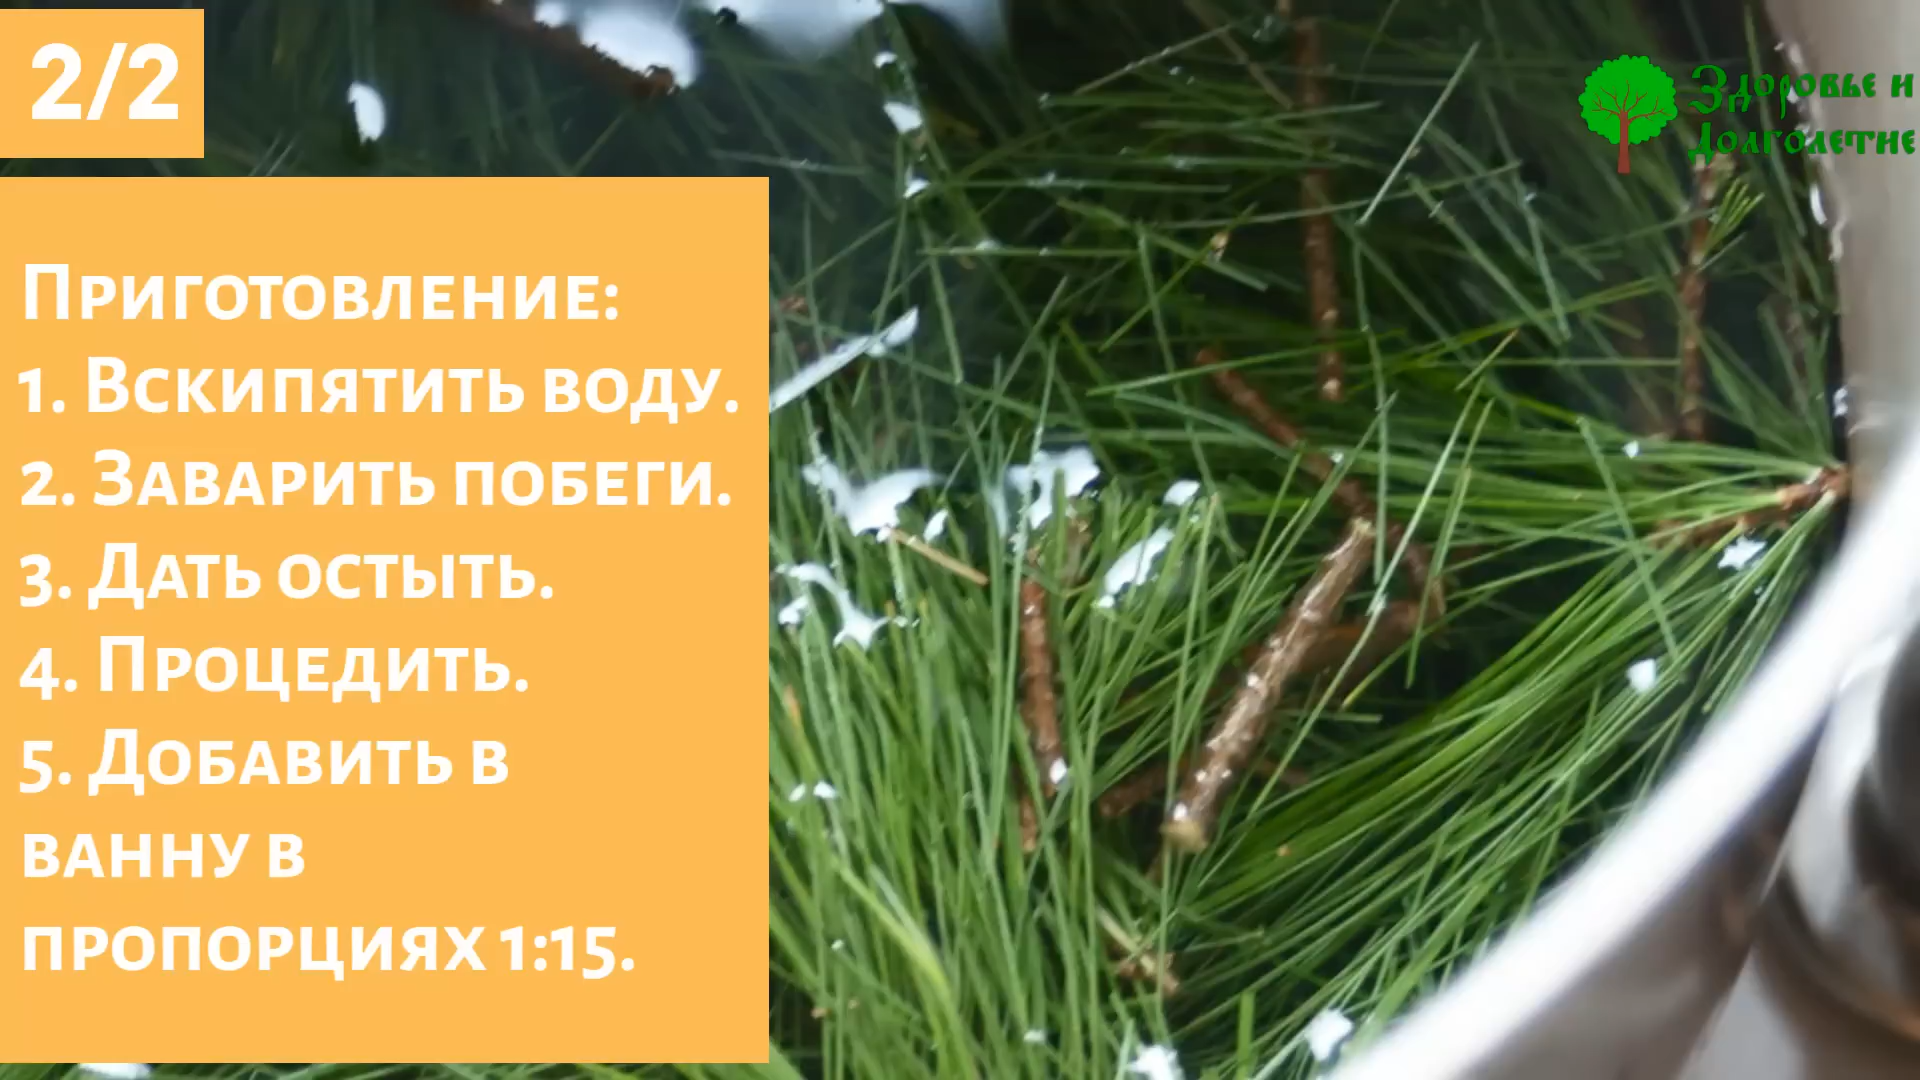 2/2
Здоровье и
Долголетие
Приготовление:
1. Вскипятить воду.
2. Заварить побеги.
3. Дать остыть.
4. Процедить.
5. Добавить в
ванну в
пропорциях 1:15.